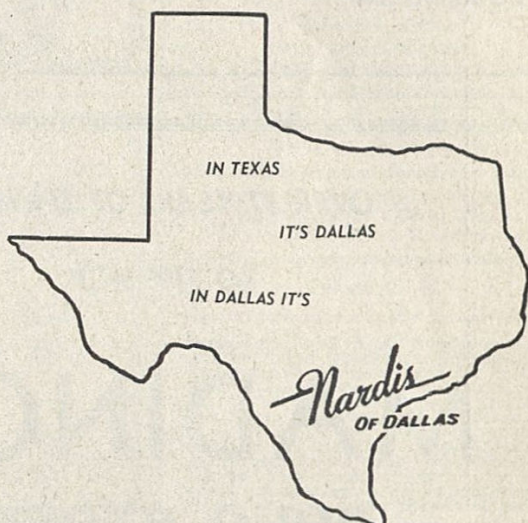 IN TEXAS
IT'S DALLAS
IN DALLAS IT'S
Nardis
OF DALLAS